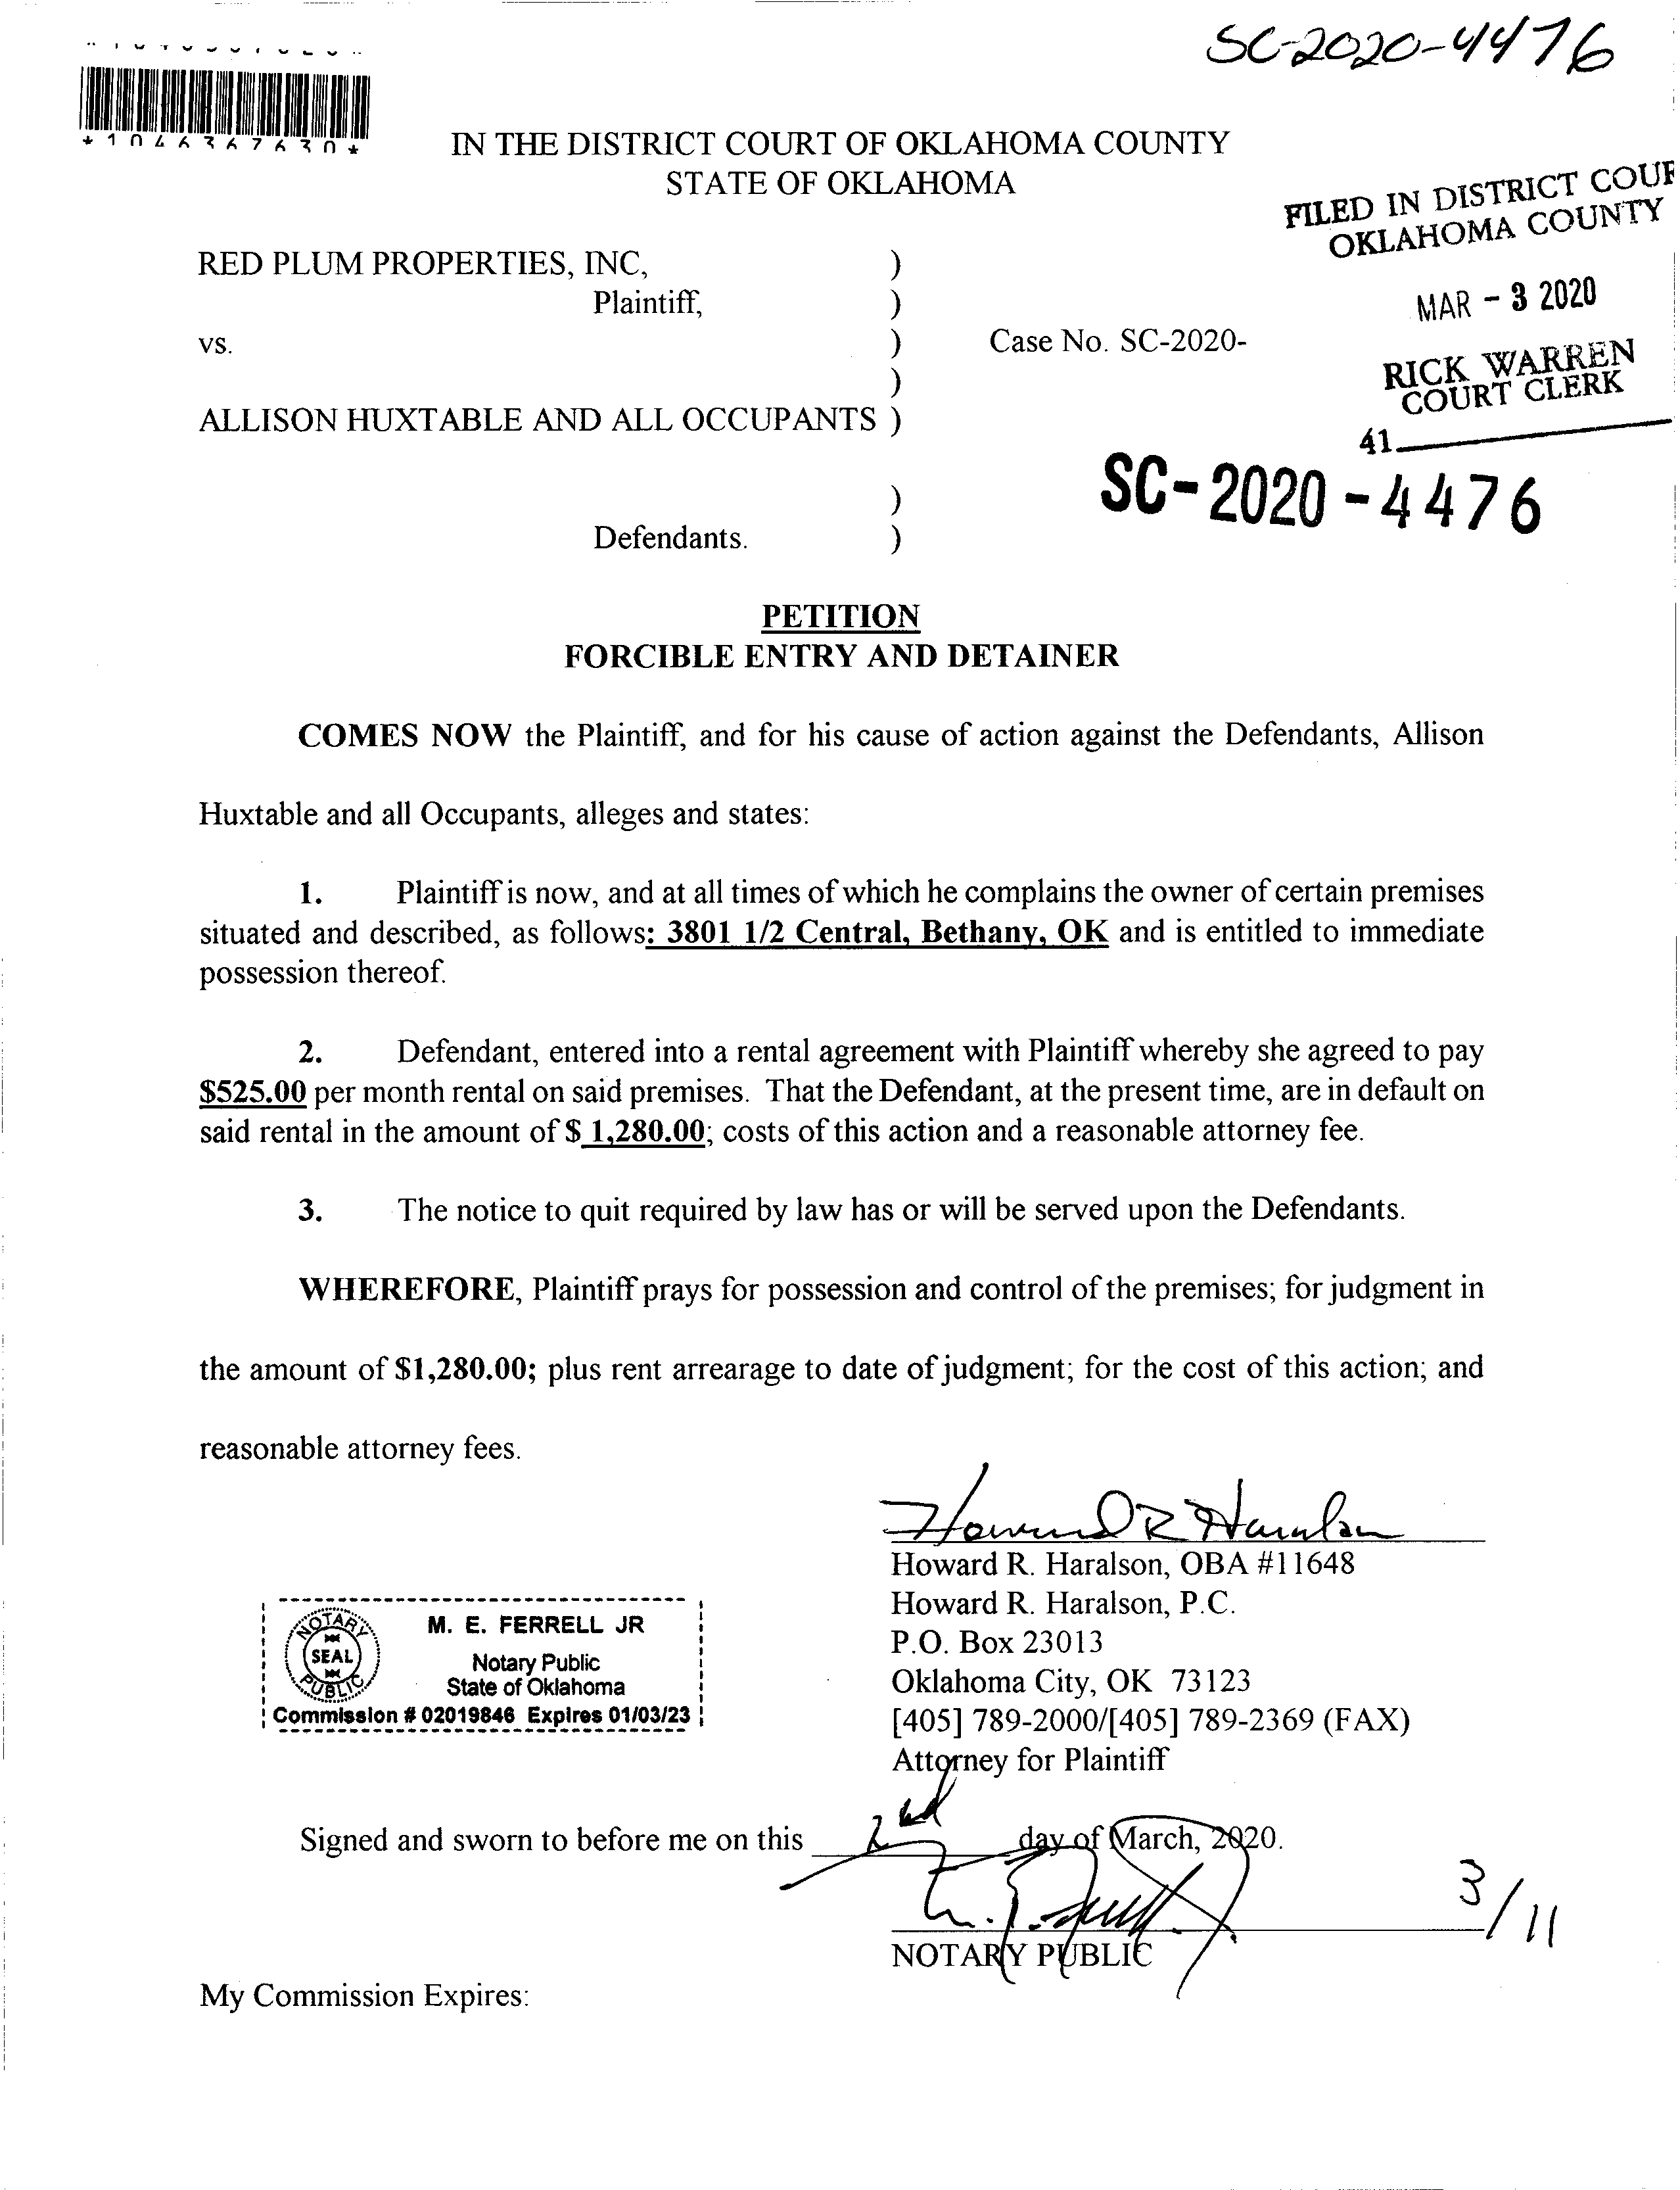 SC-2020-4476
*1046367630*
IN THE DISTRICT COURT OF OKLAHOMA COUNTY
STATE OF OKLAHOMA
FILED IN DISTRICT COUR
OKLAHOMA COUNTY
MAR - 3 2020
RICK WARREN
COURT CLERK
41
RED PLUM PROPERTIES, INC, )
Plaintiff, )
vs. ) Case No. SC-2020-
)
ALLISON HUXTABLE AND ALL OCCUPANTS )
SC-2020-4476
)
Defendants. )
PETITION
FORCIBLE ENTRY AND DETAINER
COMES NOW the Plaintiff, and for his cause of action against the Defendants, Allison
Huxtable and all Occupants, alleges and states:
1. Plaintiff is now, and at all times of which he complains the owner of certain premises
situated and described, as follows: 3801 1/2 Central, Bethany, OK and is entitled to immediate
possession thereof.
2. Defendant, entered into a rental agreement with Plaintiff whereby she agreed to pay
$525.00 per month rental on said premises. That the Defendant, at the present time, are in default on
said rental in the amount of $ 1,280.00; costs of this action and a reasonable attorney fee.
3. The notice to quit required by law has or will be served upon the Defendants.
WHEREFORE, Plaintiff prays for possession and control of the premises; for judgment in
the amount of $1,280.00; plus rent arrearage to date of judgment; for the cost of this action; and
reasonable attorney fees.
Howard R Haralson
Howard R. Haralson, OBA #11648
Howard R. Haralson, P.C.
P.O. Box 23013
Oklahoma City, OK 73123
[405] 789-2000/[405] 789-2369 (FAX)
Attorney for Plaintiff
NOTARY PUBLIC
SEAL
M. E. FERRELL JR
Notary Public
State of Oklahoma
Commission # 02019846 Expires 01/03/23
Signed and sworn to before me on this 2nd day of March, 2020.
3/11
NOTARY PUBLIC
My Commission Expires: